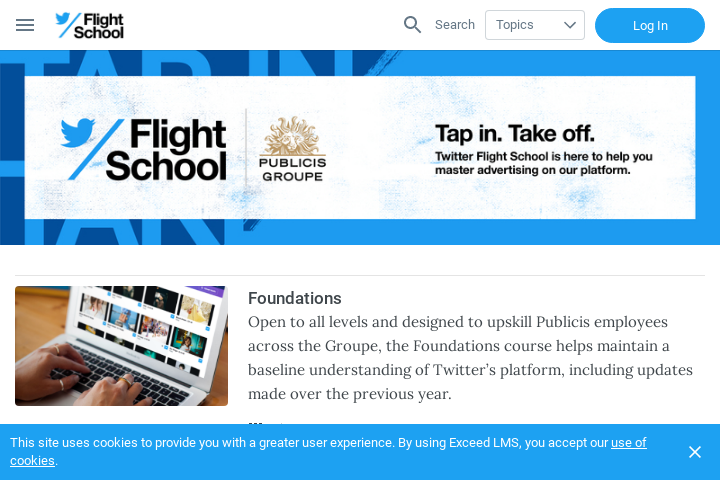 Flight School
Search
Topics
Log In
Flight
School
PUBLICIS
GROUPE
Tap in. Take off.
Twitter Flight School is here to help you
master advertising on our platform.
Foundations
Open to all levels and designed to upskill Publicis employees
across the Groupe, the Foundations course helps maintain a
baseline understanding of Twitter’s platform, including updates
made over the previous year.
This site uses cookies to provide you with a greater user experience. By using Exceed LMS, you accept our use of
cookies.